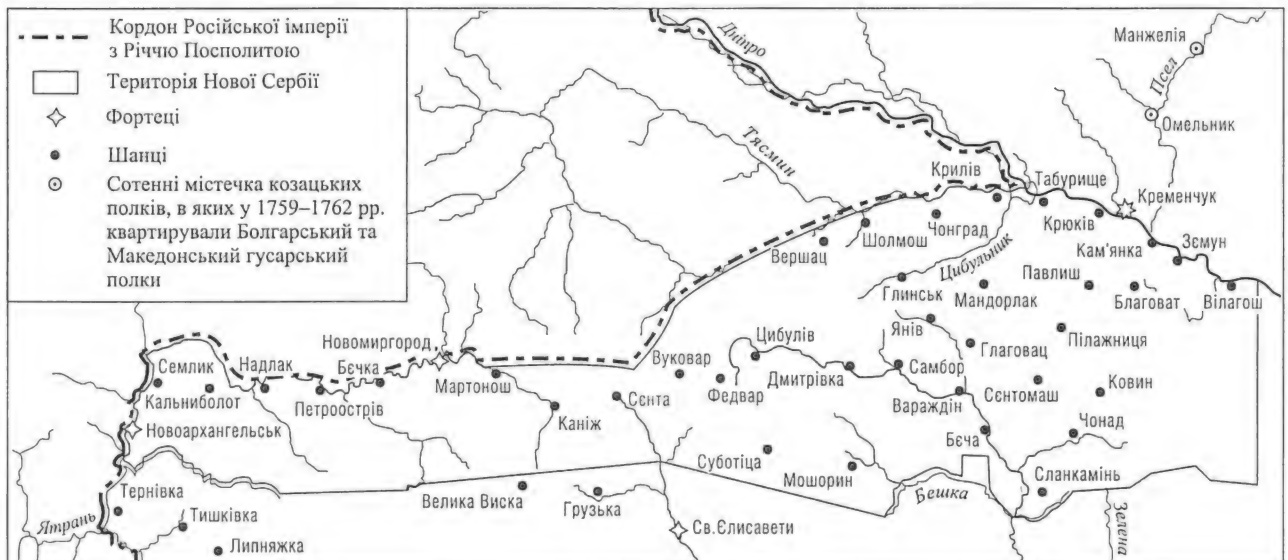 Кордон Російської імперії
з Річчю Посполитою
Територія Нової Сербії
Фортеці
Шанці
Сотенні містечка козацьких
полків, в яких у 1759–1762 рр.
квартирували Болгарський та
Македонський гусарський
полки
Дніпро
Манжелія
Псел
Омельник
Тясмин
Крилів
Табурище
Кременчук
Шолмош
Чонград
Крюків
Вершац
Кам'янка
Зємун
Цибульник
Глинськ
Мандорлак
Павлиш
Благоват
Вілагош
Новомиргород
Вуковар
Цибулів
Янів
Пілажниця
Семлик
Надлак
Бєчка
Глаговац
Мартонош
Дмитрівка
Самбор
Кальниболот
Петроострів
Федвар
Сєнтомаш
Ковин
Каніж
Сєнта
Вараждін
Новоархангельськ
Бєча
Чонад
Суботіца
Мошорин
Сланкамінь
Тернівка
Велика Виска
Грузька
Бешка
Ятрань
Тишківка
Св.Єлисавети
Зелена
Липняжка